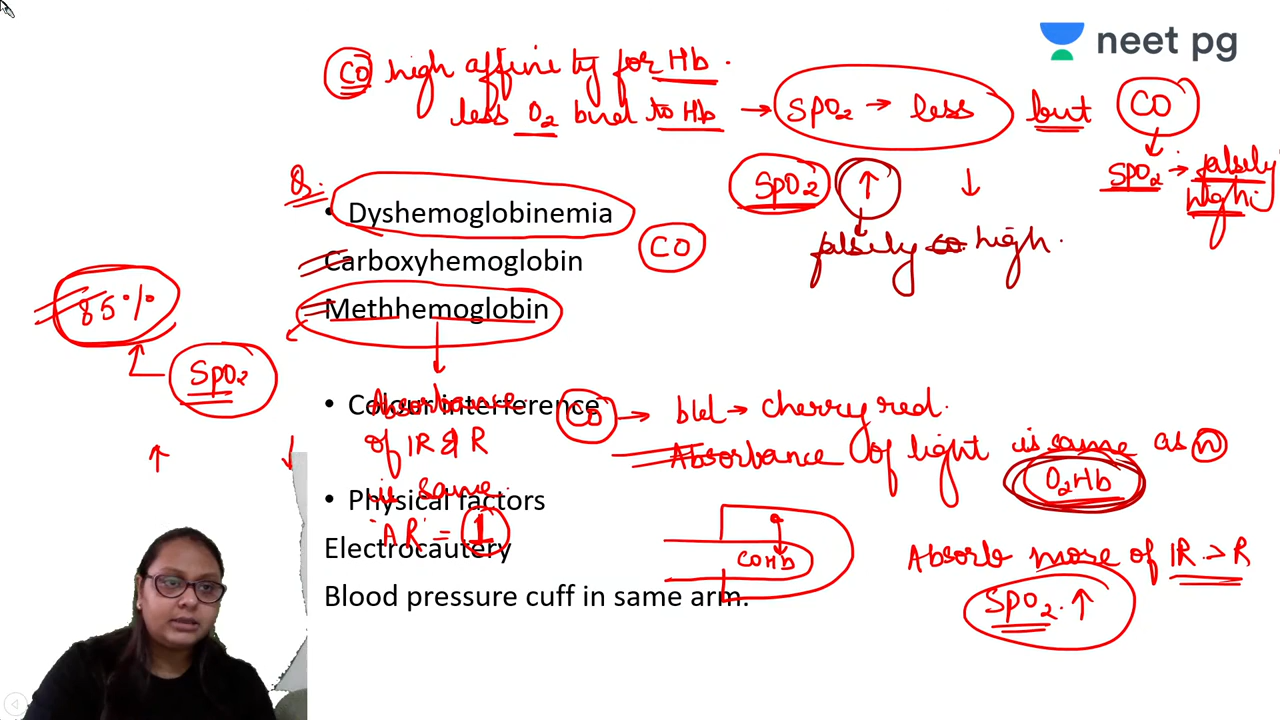 neet pg
CO high affinity for Hb.
less O₂ bind to Hb → SpO₂ → less but CO
SpO₂ → falsely high
SpO₂ ↑ ↓
falsely high.
Q.
• Dyshemoglobinemia
CO
Carboxyhemoglobin
Methhemoglobin
85%
SpO₂
• Colour interference
Absorbance
of IR & R
is same.
'AR' = 1
CO → bld → cherry red.
Absorbance of light is same as n
O₂Hb
• Physical factors
Electrocautery
COHb
Absorb more of IR > R
SpO₂ ↑
Blood pressure cuff in same arm.